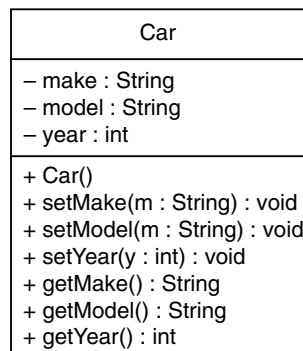 Car
– make : String
– model : String
– year : int
+ Car()
+ setMake(m : String) : void
+ setModel(m : String) : void
+ setYear(y : int) : void
+ getMake() : String
+ getModel() : String
+ getYear() : int